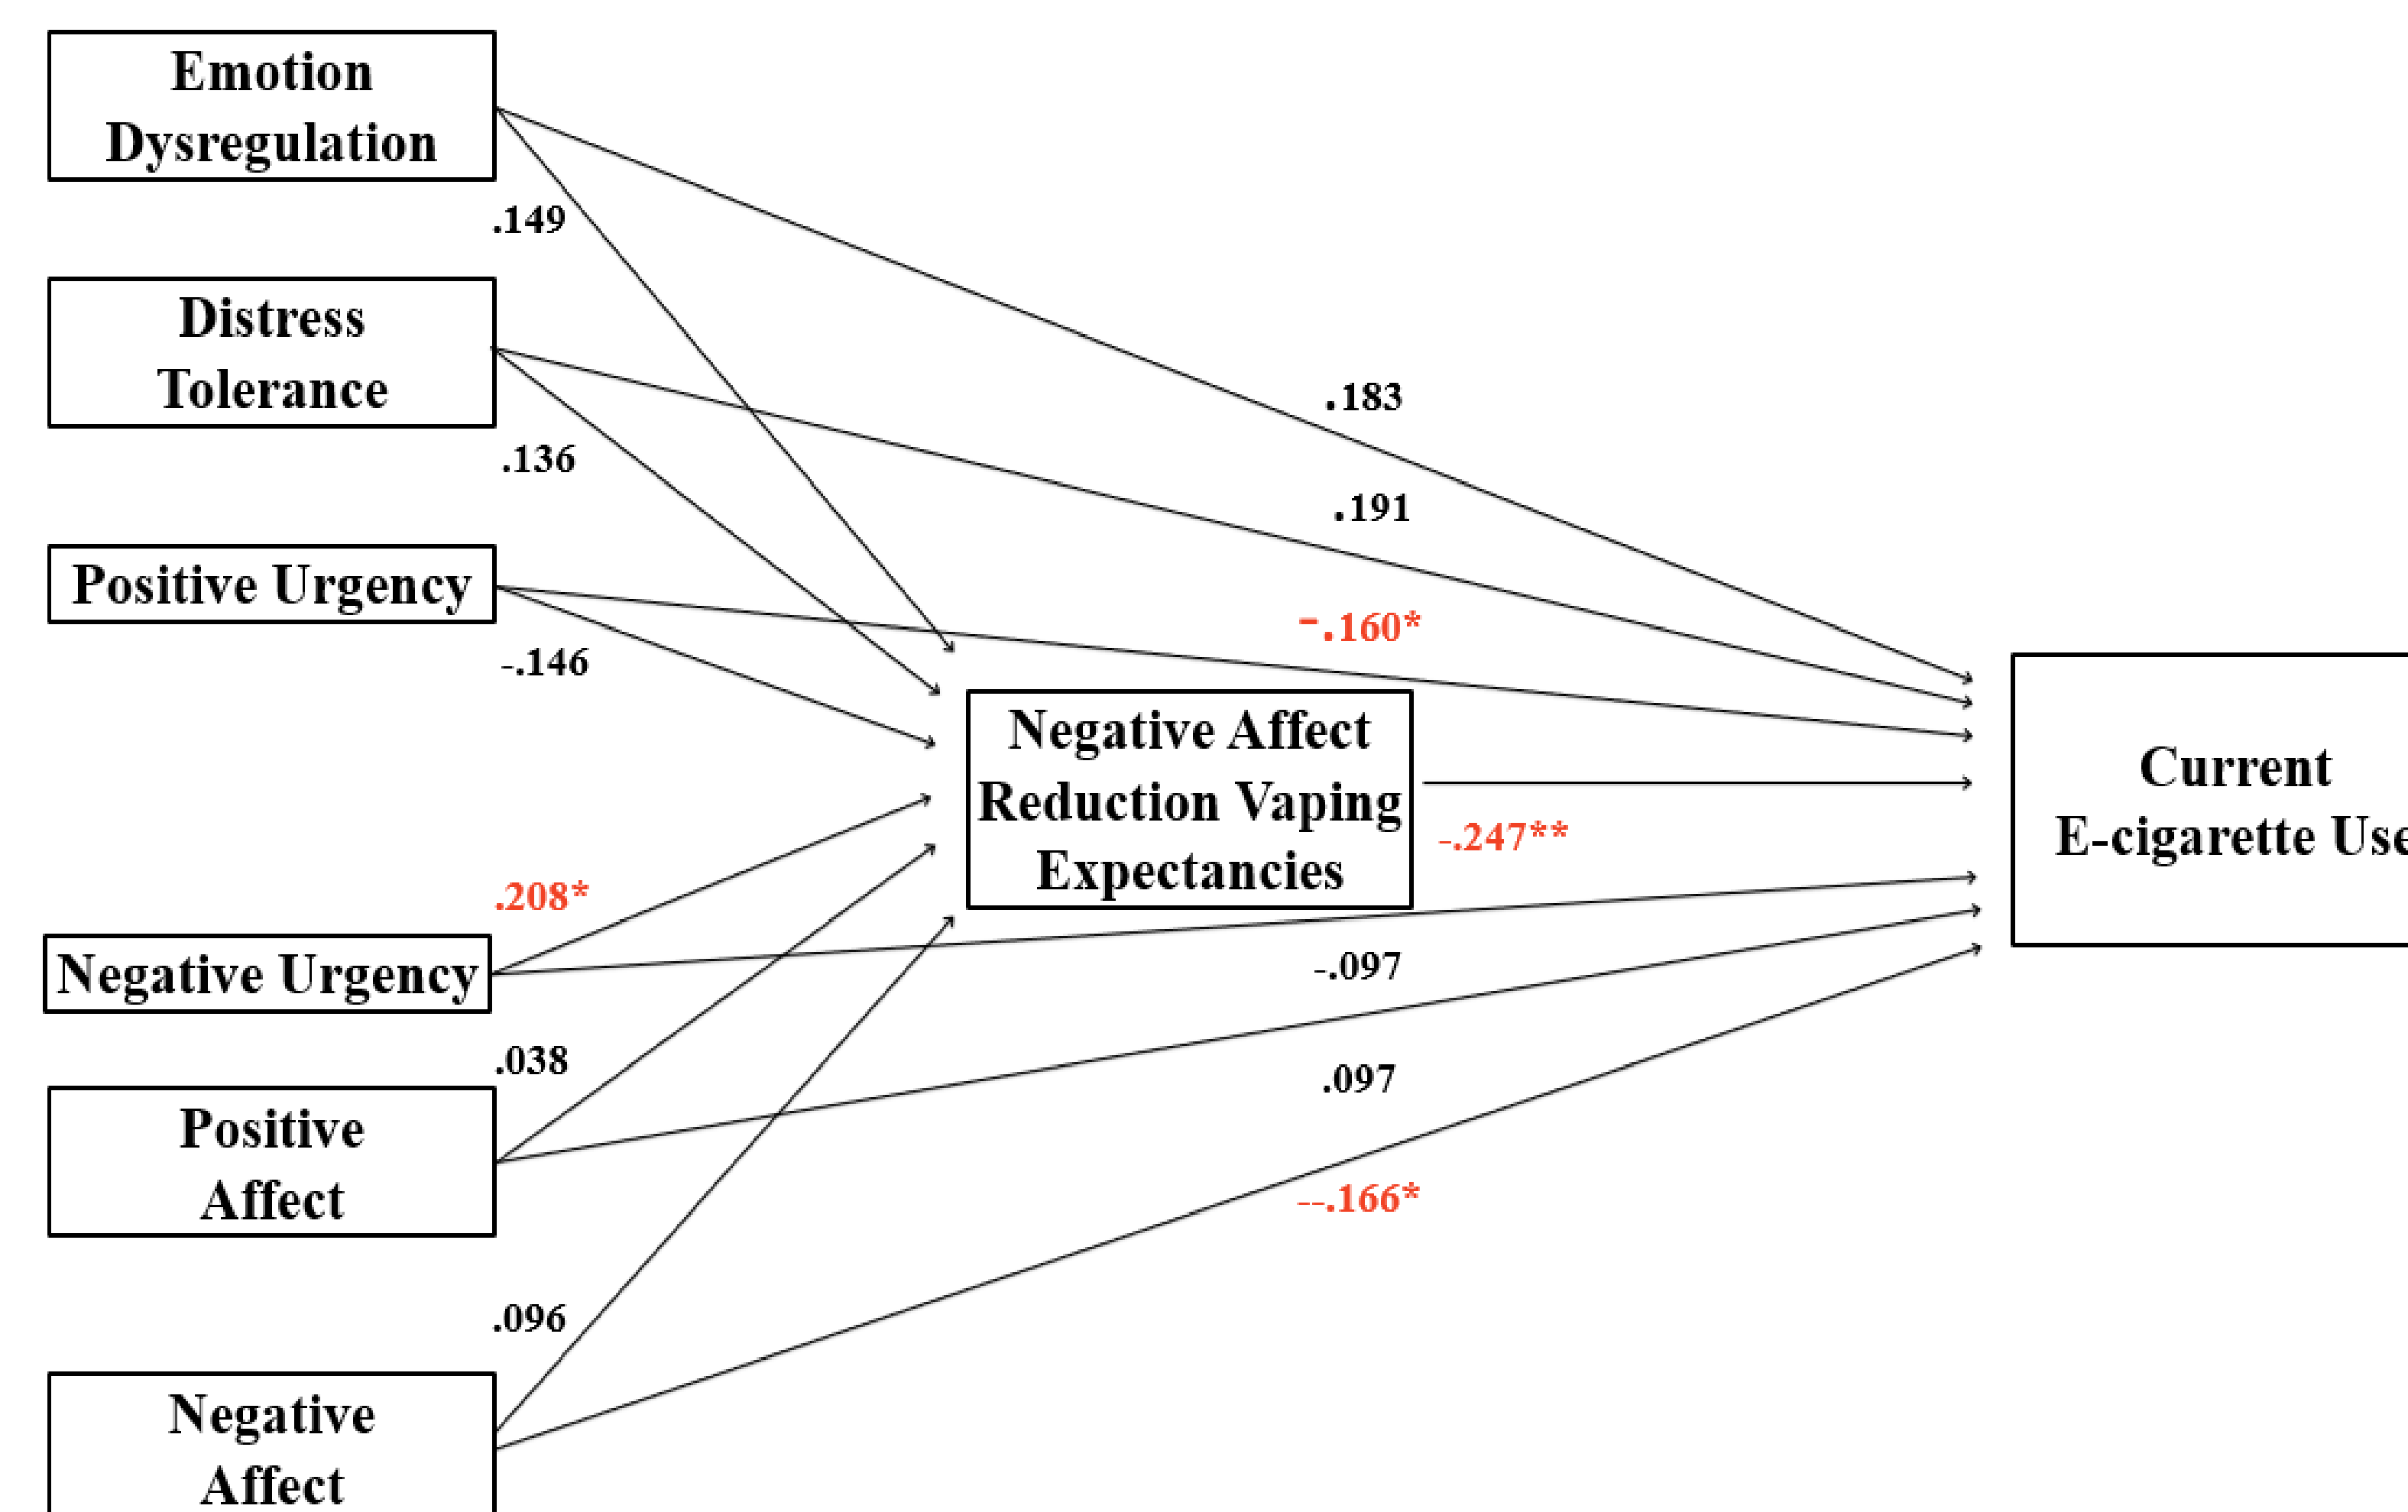 Emotion
Dysregulation
.149
Distress
Tolerance
.136
.183
.191
Positive Urgency
-.146
-.160*
Negative Affect
Reduction Vaping
Expectancies
-.247**
Current
E-cigarette Use
.208*
Negative Urgency
-.097
.038
Positive
Affect
.097
--.166*
.096
Negative
Affect